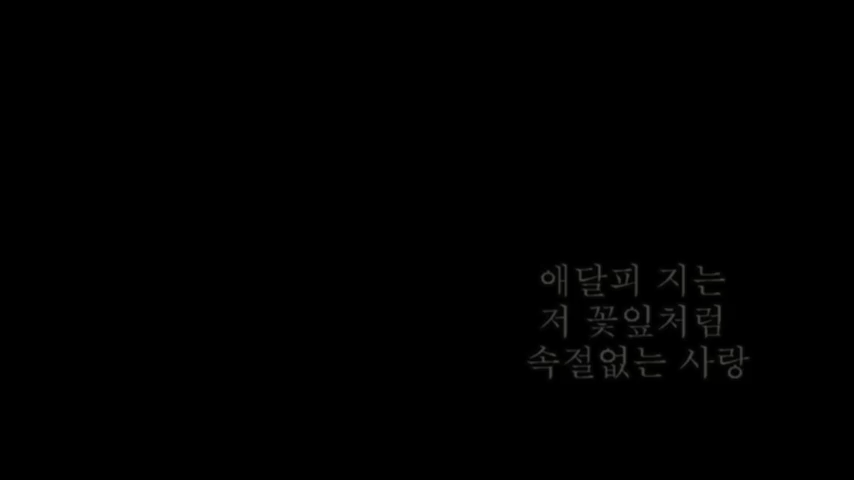 애달피 지는
저 꽃잎처럼
속절없는 사랑